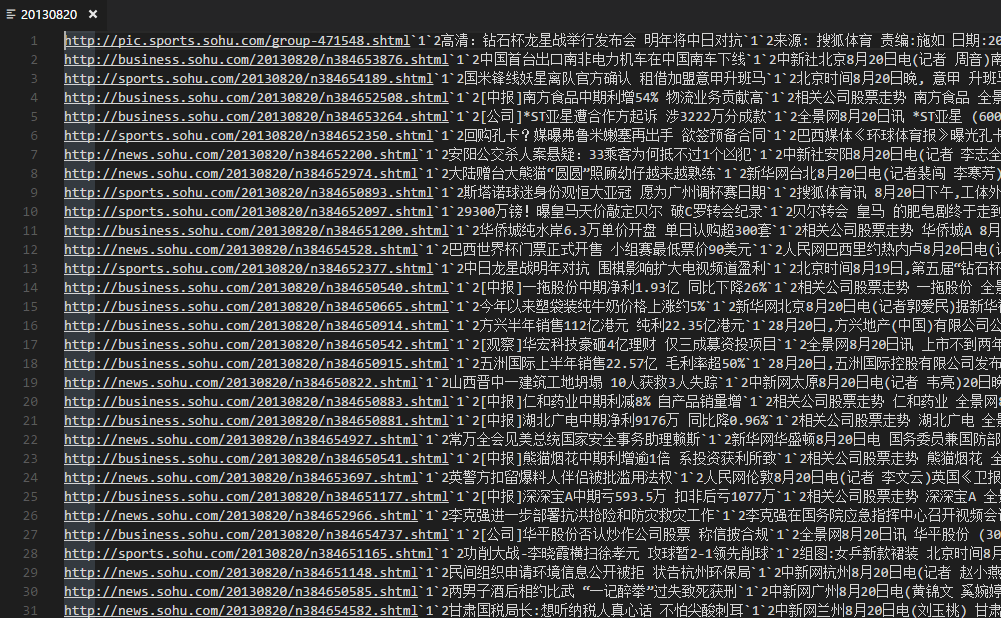 20130820 ×
1 http://pic.sports.sohu.com/group-471548.shtml`1`2高清: 钻石杯龙星战举行发布会 明年将中日对抗`1`2来源: 搜狐体育 责编:施如 日期:20
2 http://business.sohu.com/20130820/n384653876.shtml`1`2中国首台出口南非电力机车在中国南车下线`1`2中新社北京8月20日电(记者 周音)南
3 http://sports.sohu.com/20130820/n384654189.shtml`1`2国米锋线妖星离队官方确认 租借加盟意甲升班马`1`2北京时间8月20日晚, 意甲 升班马
4 http://business.sohu.com/20130820/n384652508.shtml`1`2[中报]南方食品中期利增54% 物流业务贡献高`1`2相关公司股票走势 南方食品 全景
5 http://business.sohu.com/20130820/n384653264.shtml`1`2[公司]*ST亚星遭合作方起诉 涉3222万分成款`1`2全景网8月20日讯 *ST亚星 (600
6 http://sports.sohu.com/20130820/n384652350.shtml`1`2回购孔卡？媒曝弗鲁米嫩塞再出手 欲签预备合同`1`2巴西媒体《环球体育报》曝光孔卡
7 http://news.sohu.com/20130820/n384652200.shtml`1`2安阳公交杀人案悬疑: 33乘客为何抵不过1个凶犯`1`2中新社安阳8月20日电(记者 李志全
8 http://news.sohu.com/20130820/n384652974.shtml`1`2大陆赠台大熊猫“圆圆”照顾幼仔越来越熟练`1`2新华网台北8月20日电(记者裴闯 李寒芳)
9 http://sports.sohu.com/20130820/n384650893.shtml`1`2斯塔诺球迷身份观恒大亚冠 愿为广州调杯赛日期`1`2搜狐体育讯 8月20日下午,工体外
10 http://sports.sohu.com/20130820/n384652097.shtml`1`29300万镑! 曝皇马天价敲定贝尔 破C罗转会纪录`1`2贝尔转会 皇马 的肥皂剧终于走到
11 http://business.sohu.com/20130820/n384651200.shtml`1`2华侨城纯水岸6.3万单价开盘 单日认购超300套`1`2相关公司股票走势 华侨城A 8月
12 http://news.sohu.com/20130820/n384654528.shtml`1`2巴西世界杯门票正式开售 小组赛最低票价90美元`1`2人民网巴西里约热内卢8月20日电(记
13 http://sports.sohu.com/20130820/n384652377.shtml`1`2中日龙星战明年对抗 围棋影响扩大电视频道盈利`1`2北京时间8月19日,第五届“钻石杯
14 http://business.sohu.com/20130820/n384650540.shtml`1`2[中报]一拖股份中期净利1.93亿 同比下降26%`1`2相关公司股票走势 一拖股份 全景
15 http://business.sohu.com/20130820/n384650665.shtml`1`2今年以来塑袋装纯牛奶价格上涨约5%`1`2新华网北京8月20日电(记者郭爱民)据新华社
16 http://business.sohu.com/20130820/n384650914.shtml`1`2方兴半年销售112亿港元 纯利22.35亿港元`1`28月20日,方兴地产(中国)有限公司公
17 http://business.sohu.com/20130820/n384650542.shtml`1`2[观察]华宏科技豪砸4亿理财 仅三成募资投项目`1`2全景网8月20日讯 上市不到两年
18 http://business.sohu.com/20130820/n384650915.shtml`1`2五洲国际上半年销售22.57亿 毛利率超50%`1`28月20日,五洲国际控股有限公司发布
19 http://news.sohu.com/20130820/n384650822.shtml`1`2山西晋中一建筑工地坍塌 10人获救3人失踪`1`2中新网太原8月20日电(记者 韦亮)20日晚
20 http://business.sohu.com/20130820/n384650883.shtml`1`2[中报]仁和药业中期利减8% 自产品销量增`1`2相关公司股票走势 仁和药业 全景网8
21 http://business.sohu.com/20130820/n384650881.shtml`1`2[中报]湖北广电中期净利9176万 同比降0.96%`1`2相关公司股票走势 湖北广电 全景
22 http://news.sohu.com/20130820/n384654927.shtml`1`2常万全会见美总统国家安全事务助理赖斯`1`2新华网华盛顿8月20日电 国务委员兼国防部
23 http://business.sohu.com/20130820/n384650541.shtml`1`2[中报]熊猫烟花中期利增逾1倍 系投资获利所致`1`2相关公司股票走势 熊猫烟花 全
24 http://news.sohu.com/20130820/n384653697.shtml`1`2英警方扣留爆料人伴侣被批滥用法权`1`2人民网伦敦8月20日电(记者 李文云)英国《卫报
25 http://business.sohu.com/20130820/n384651177.shtml`1`2[中报]深深宝A中期亏593.5万 扣非后亏1077万`1`2相关公司股票走势 深深宝A 全
26 http://news.sohu.com/20130820/n384652966.shtml`1`2李克强进一步部署抗洪抢险和防灾救灾工作`1`2李克强在国务院应急指挥中心召开视频会议
27 http://business.sohu.com/20130820/n384654737.shtml`1`2[公司]华平股份否认炒作公司股票 称信披合规`1`2全景网8月20日讯 华平股份 (30
28 http://sports.sohu.com/20130820/n384651165.shtml`1`2功削大战-李晓霞横扫徐孝元 攻球暂2-1领先削球`1`2组图:女乒新款裙装 北京时间8月
29 http://news.sohu.com/20130820/n384651148.shtml`1`2民间组织申请环境信息公开被拒 状告杭州环保局`1`2中新网杭州8月20日电(记者 赵小燕
30 http://news.sohu.com/20130820/n384650585.shtml`1`2两男子酒后相约比武 “一记醉拳”过失致死获刑`1`2中新网广州8月20日电(黄锦文 奚婉婷
31 http://news.sohu.com/20130820/n384654582.shtml`1`2甘肃国税局长:想听纳税人真心话 不怕尖酸刺耳`1`2中新网兰州8月20日电(刘玉桃) 甘肃